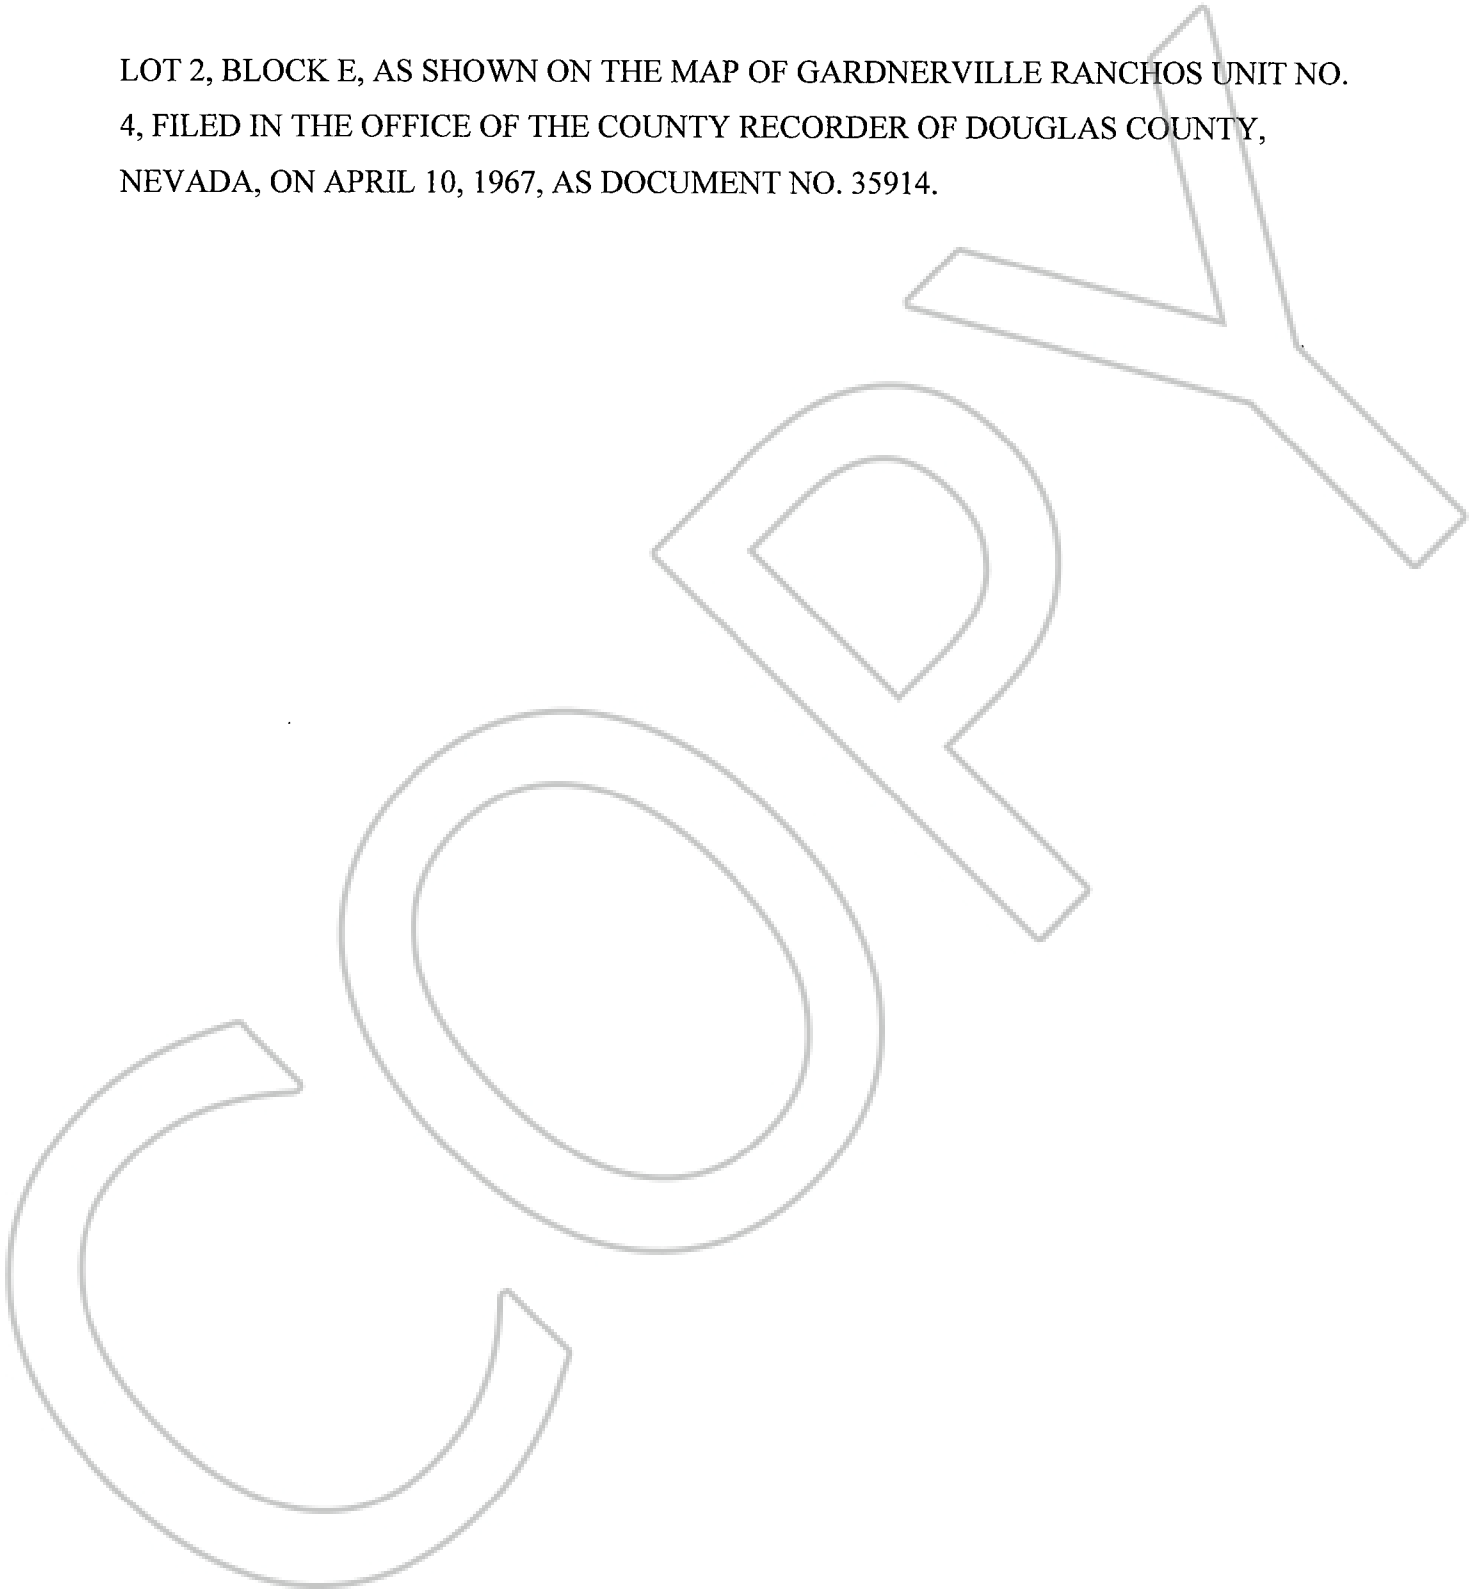 LOT 2, BLOCK E, AS SHOWN ON THE MAP OF GARDNERVILLE RANCHOS UNIT NO.
4, FILED IN THE OFFICE OF THE COUNTY RECORDER OF DOUGLAS COUNTY,
NEVADA, ON APRIL 10, 1967, AS DOCUMENT NO. 35914.
COPY